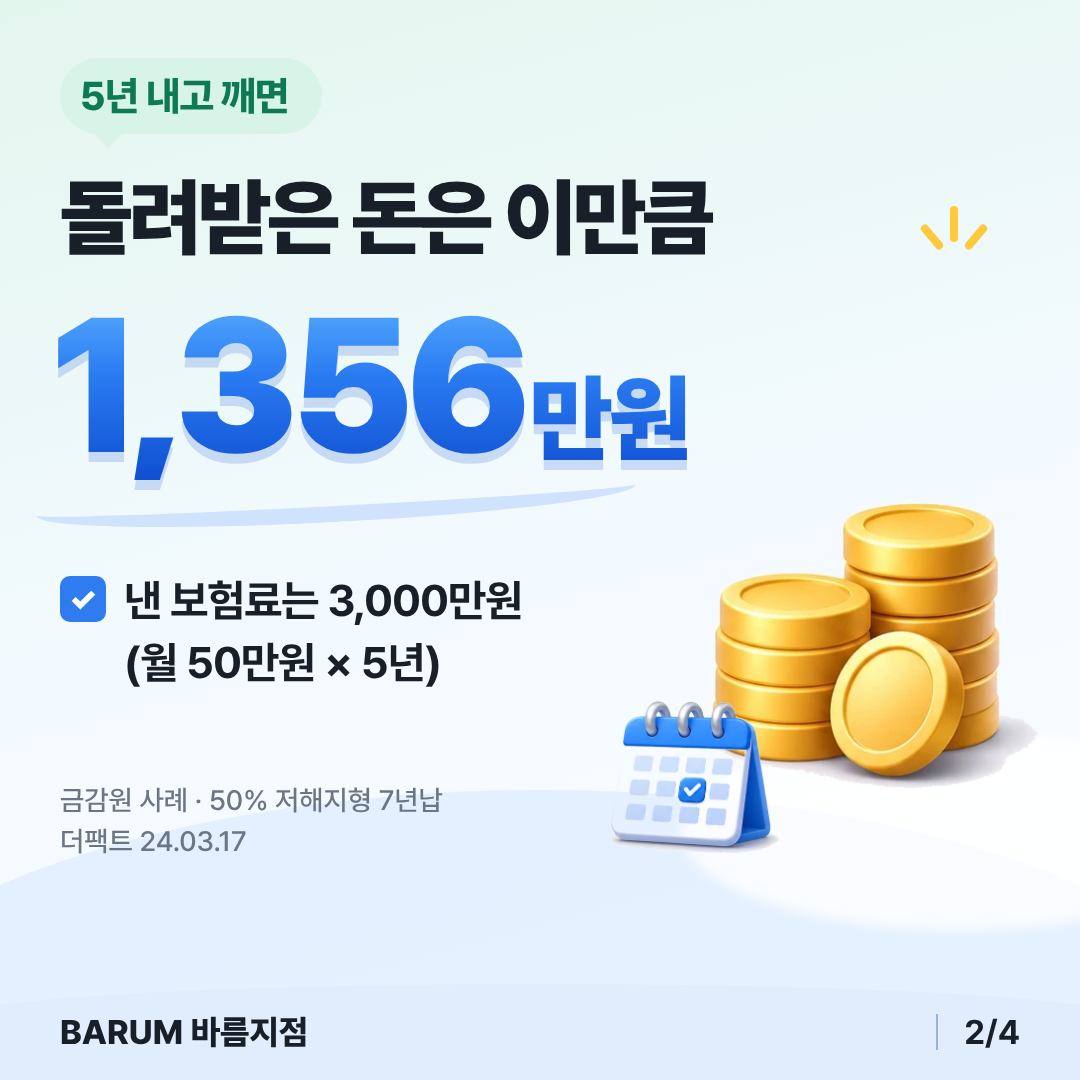 5년 내고 깨면
돌려받은 돈은 이만큼
1,356만원
낸 보험료는 3,000만원
(월 50만원 × 5년)
금감원 사례 · 50% 저해지형 7년납
더팩트 24.03.17
BARUM 바름지점
2/4